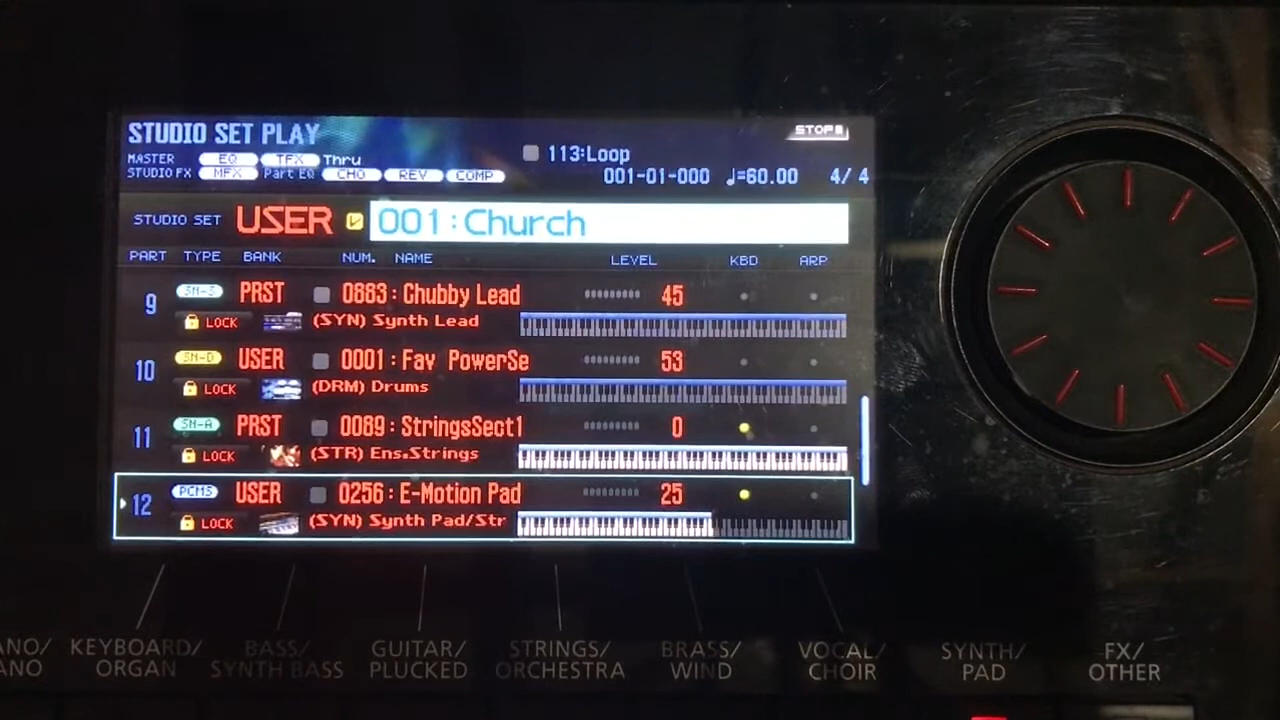 STUDIO SET PLAY
STOP
MASTER EQ TFX Thru
113:Loop
STUDIO FX MFX Part EQ CHO REV COMP
001-01-000 ♩=60.00 4/ 4
STUDIO SET USER 001:Church
PART TYPE BANK NUM. NAME LEVEL KBD ARP
9 SN-S PRST 0883: Chubby Lead 45
LOCK (SYN) Synth Lead
10 SN-D USER 0001: Fav PowerSe 53
LOCK (DRM) Drums
11 SN-A PRST 0089: StringsSect1 0
LOCK (STR) Ens.Strings
12 PCMS USER 0256: E-Motion Pad 25
LOCK (SYN) Synth Pad/Str
ANO/ KEYBOARD/ BASS/ GUITAR/ STRINGS/ BRASS/ VOCAL/ SYNTH/ FX/
ANO ORGAN SYNTH BASS PLUCKED ORCHESTRA WIND CHOIR PAD OTHER